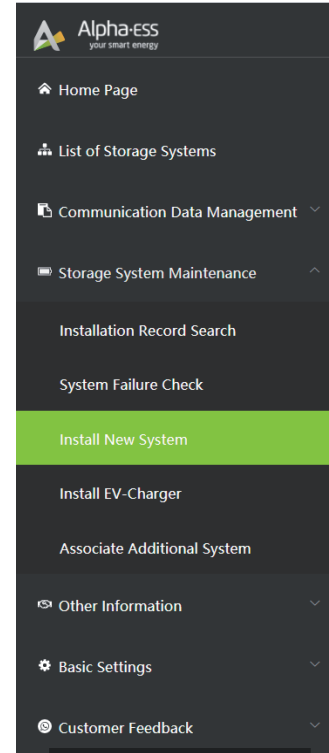 Alpha·ESS
your smart energy
Home Page
List of Storage Systems
Communication Data Management
Storage System Maintenance
Installation Record Search
System Failure Check
Install New System
Install EV-Charger
Associate Additional System
Other Information
Basic Settings
Customer Feedback